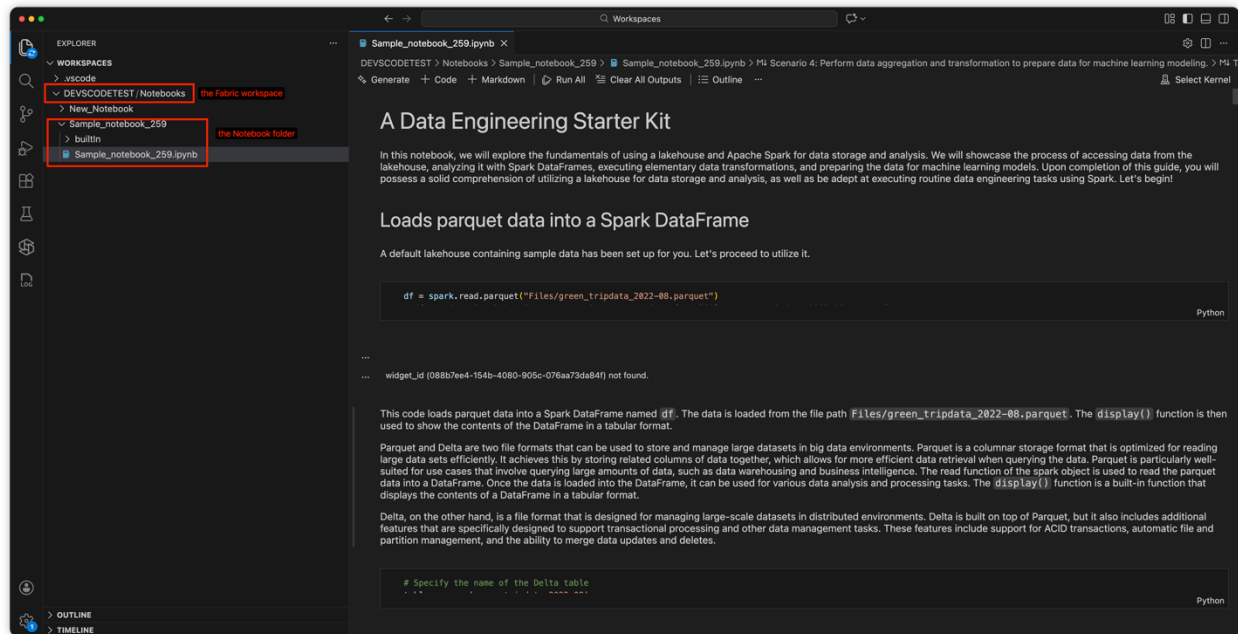 Workspaces
EXPLORER
WORKSPACES
.vscode
DEVSCODETEST / Notebooks
the Fabric workspace
New_Notebook
Sample_notebook_259
the Notebook folder
builtin
Sample_notebook_259.ipynb
OUTLINE
TIMELINE
LOG
1
Sample_notebook_259.ipynb
DEVSCODETEST > Notebooks > Sample_notebook_259 > Sample_notebook_259.ipynb > M↓ Scenario 4: Perform data aggregation and transformation to prepare data for machine learning modeling. > M↓ T
Generate + Code + Markdown Run All Clear All Outputs Outline ...
Select Kernel
A Data Engineering Starter Kit
In this notebook, we will explore the fundamentals of using a lakehouse and Apache Spark for data storage and analysis. We will showcase the process of accessing data from the
lakehouse, analyzing it with Spark DataFrames, executing elementary data transformations, and preparing the data for machine learning models. Upon completion of this guide, you will
possess a solid comprehension of utilizing a lakehouse for data storage and analysis, as well as be adept at executing routine data engineering tasks using Spark. Let's begin!
Loads parquet data into a Spark DataFrame
A default lakehouse containing sample data has been set up for you. Let's proceed to utilize it.
df = spark.read.parquet("Files/green_tripdata_2022-08.parquet")
Python
...
... widget_id (088b7ee4-154b-4080-905c-076aa73da84f) not found.
This code loads parquet data into a Spark DataFrame named df. The data is loaded from the file path Files/green_tripdata_2022-08.parquet. The display() function is then
used to show the contents of the DataFrame in a tabular format.
Parquet and Delta are two file formats that can be used to store and manage large datasets in big data environments. Parquet is a columnar storage format that is optimized for reading
large data sets efficiently. It achieves this by storing related columns of data together, which allows for more efficient data retrieval when querying the data. Parquet is particularly well-
suited for use cases that involve querying large amounts of data, such as data warehousing and business intelligence. The read function of the spark object is used to read the parquet
data into a DataFrame. Once the data is loaded into the DataFrame, it can be used for various data analysis and processing tasks. The display() function is a built-in function that
displays the contents of a DataFrame in a tabular format.
Delta, on the other hand, is a file format that is designed for managing large-scale datasets in distributed environments. Delta is built on top of Parquet, but it also includes additional
features that are specifically designed to support transactional processing and other data management tasks. These features include support for ACID transactions, automatic file and
partition management, and the ability to merge data updates and deletes.
# Specify the name of the Delta table
Python